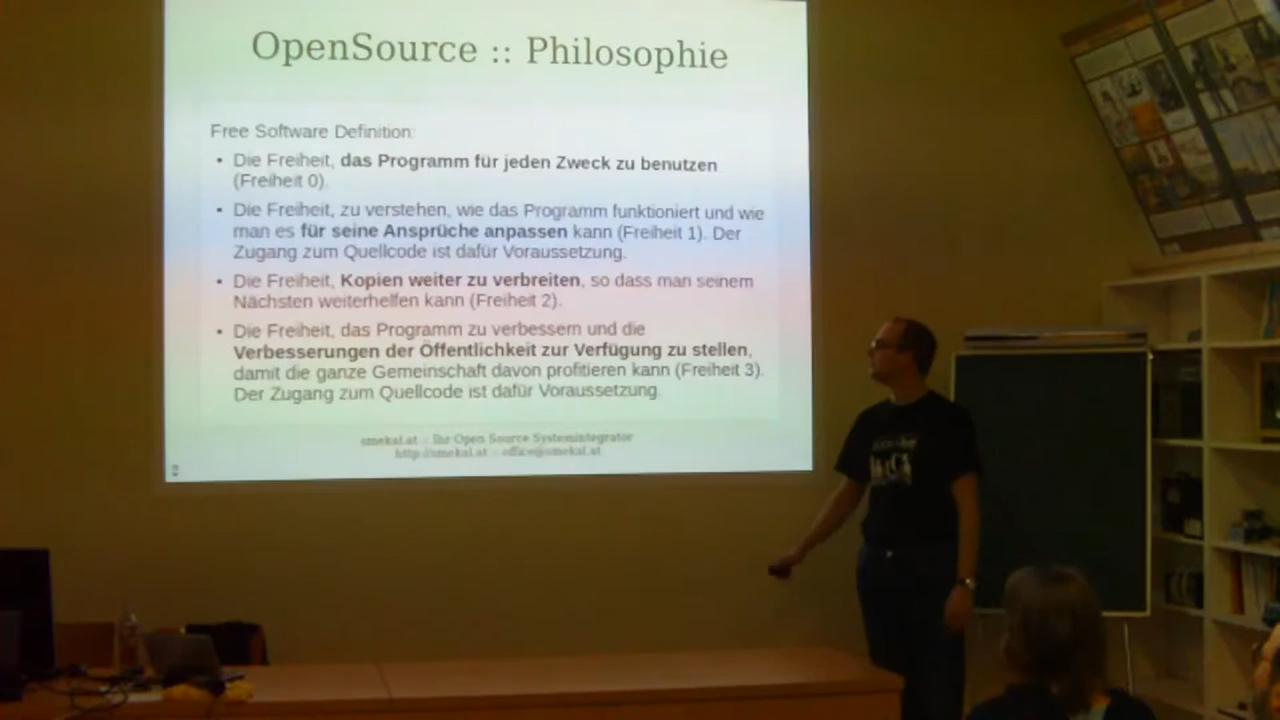 OpenSource :: Philosophie
Free Software Definition:
• Die Freiheit, das Programm für jeden Zweck zu benutzen
(Freiheit 0).
• Die Freiheit, zu verstehen, wie das Programm funktioniert und wie
man es für seine Ansprüche anpassen kann (Freiheit 1). Der
Zugang zum Quellcode ist dafür Voraussetzung.
• Die Freiheit, Kopien weiter zu verbreiten, so dass man seinem
Nächsten weiterhelfen kann (Freiheit 2).
• Die Freiheit, das Programm zu verbessern und die
Verbesserungen der Öffentlichkeit zur Verfügung zu stellen,
damit die ganze Gemeinschaft davon profitieren kann (Freiheit 3).
Der Zugang zum Quellcode ist dafür Voraussetzung.
smekal.at :: Ihr Open Source Systemintegrator
http://smekal.at :: office@smekal.at